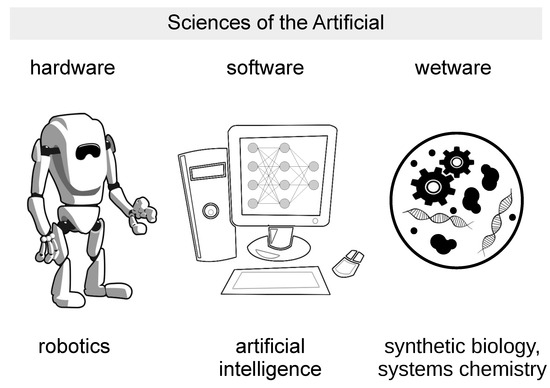 Sciences of the Artificial
hardware
software
wetware
robotics
artificial
intelligence
synthetic biology,
systems chemistry